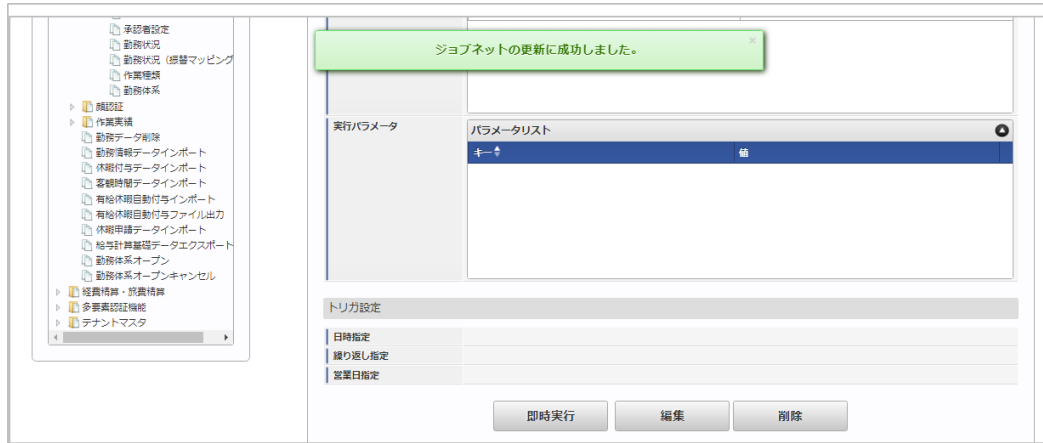 承認者設定
勤務状況
勤務状況（振替マッピング
作業種類
勤務体系
顔認証
作業実績
勤務データ削除
勤務情報データインポート
休暇付与データインポート
客観時間データインポート
有給休暇自動付与インポート
有給休暇自動付与ファイル出力
休暇申請データインポート
給与計算基礎データエクスポート
勤務体系オープン
勤務体系オープンキャンセル
経費精算・旅費精算
多要素認証機能
テナントマスタ
ジョブネットの更新に成功しました。
×
実行パラメータ
パラメータリスト
キー 値
トリガ設定
日時指定
繰り返し指定
営業日指定
即時実行 編集 削除